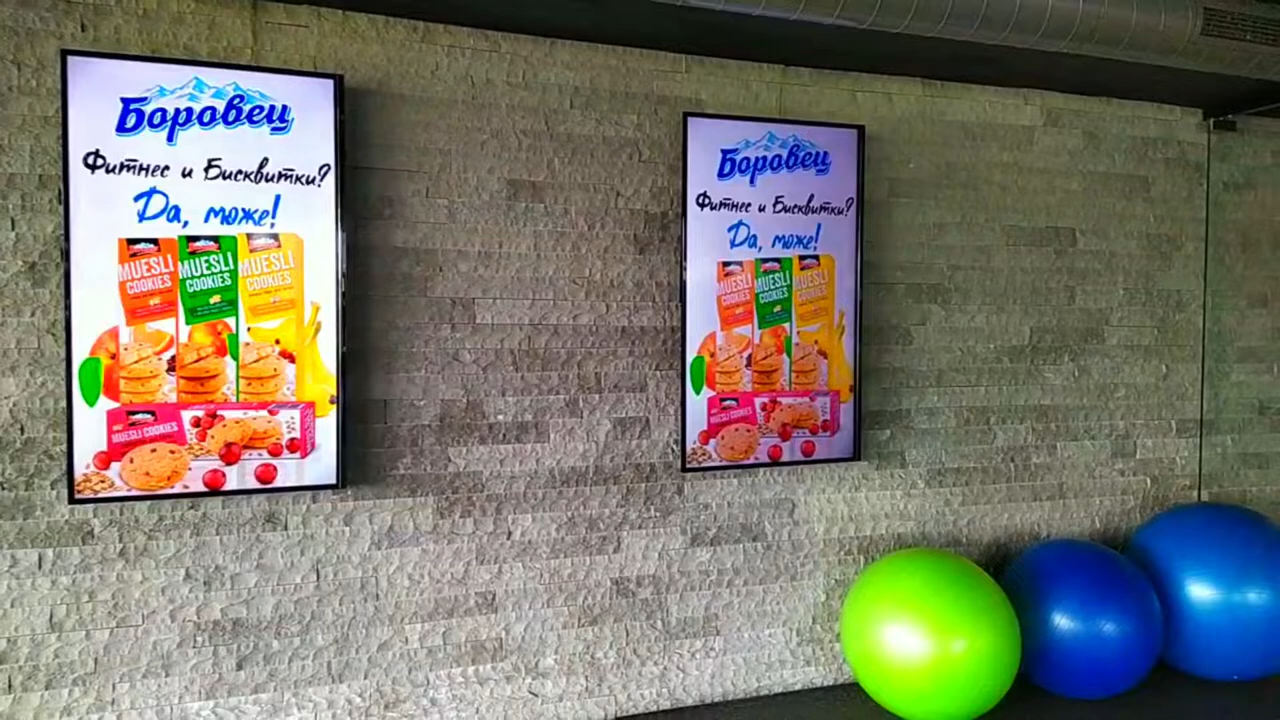 Боровец
Фитнес и Бисквитки?
Да, може!
MUESLI
COOKIES
MUESLI
COOKIES
MUESLI
COOKIES
MUESLI COOKIES
Боровец
Фитнес и Бисквитки?
Да, може!
MUESLI
COOKIES
MUESLI
COOKIES
MUESLI
COOKIES
MUESLI COOKIES